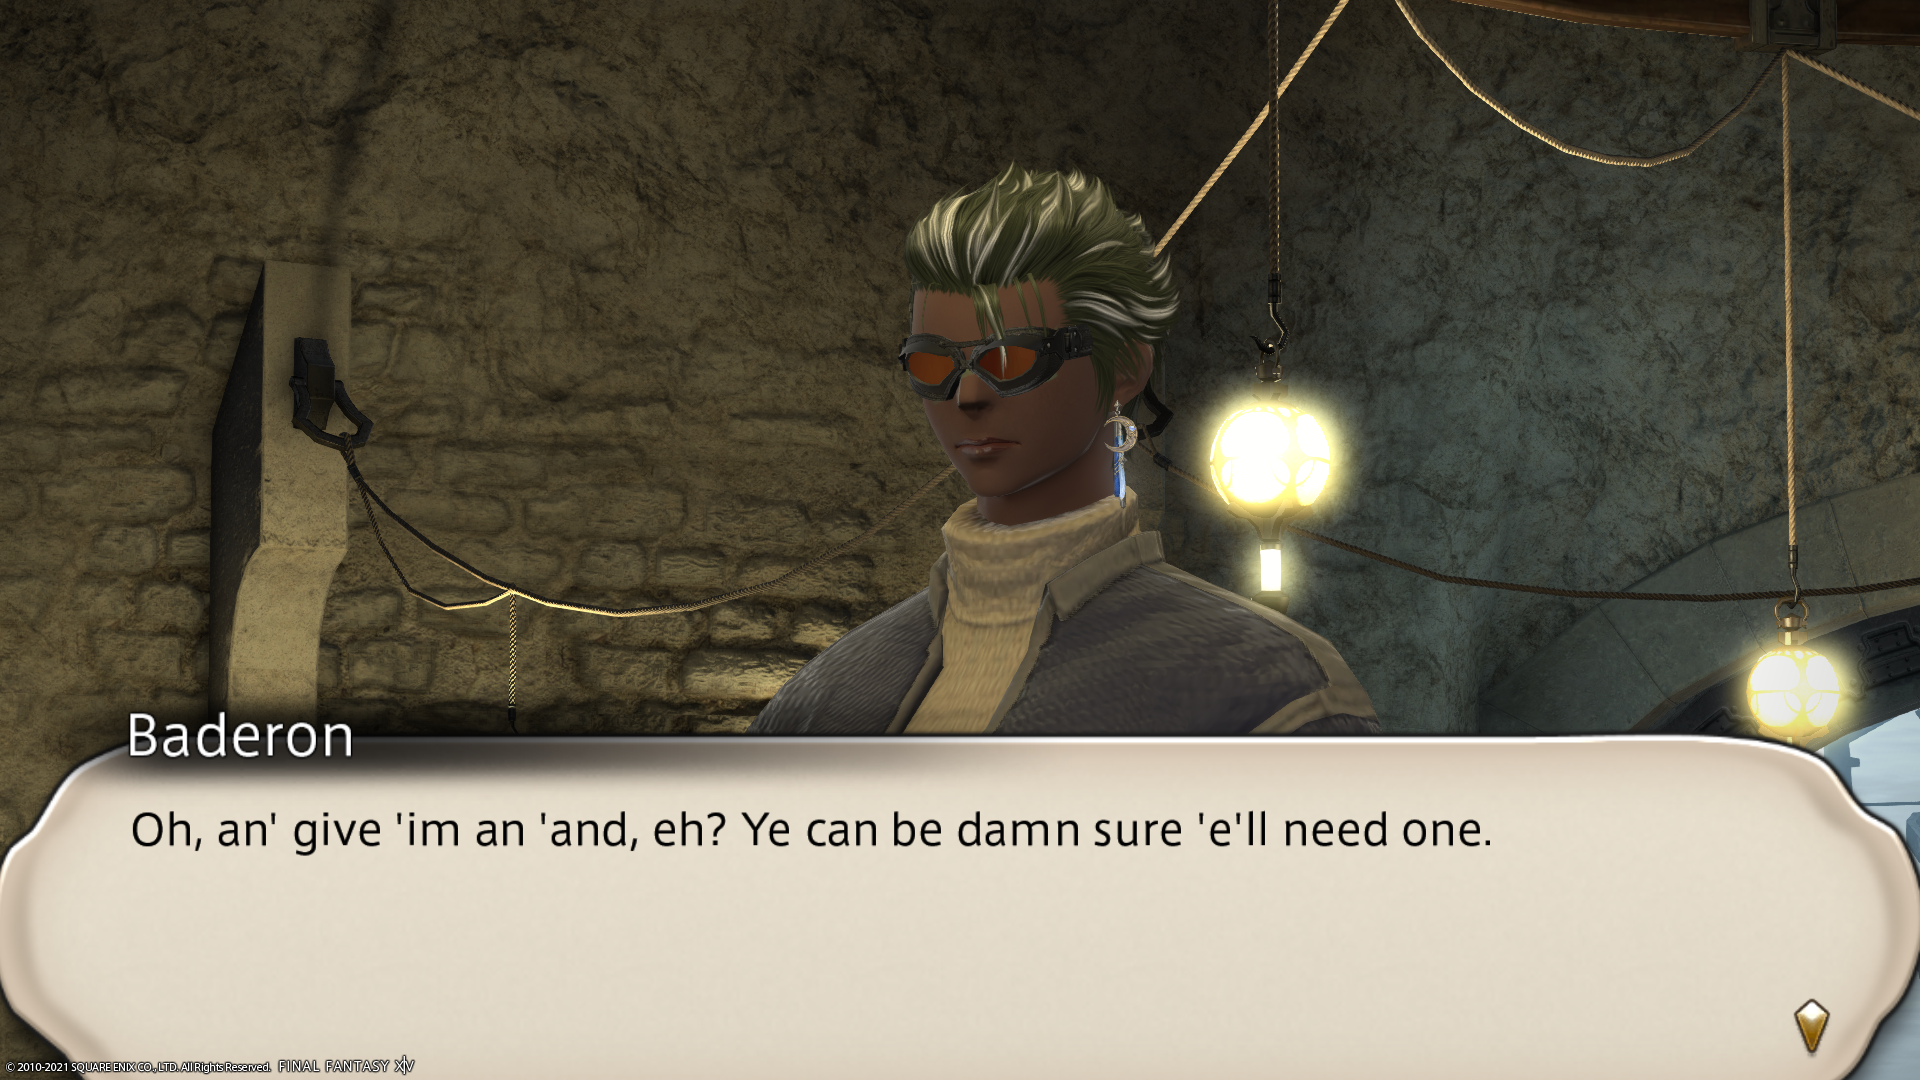 Baderon
Oh, an' give 'im an 'and, eh? Ye can be damn sure 'e'll need one.
© 2010-2021 SQUARE ENIX CO., LTD. All Rights Reserved. FINAL FANTASY XIV